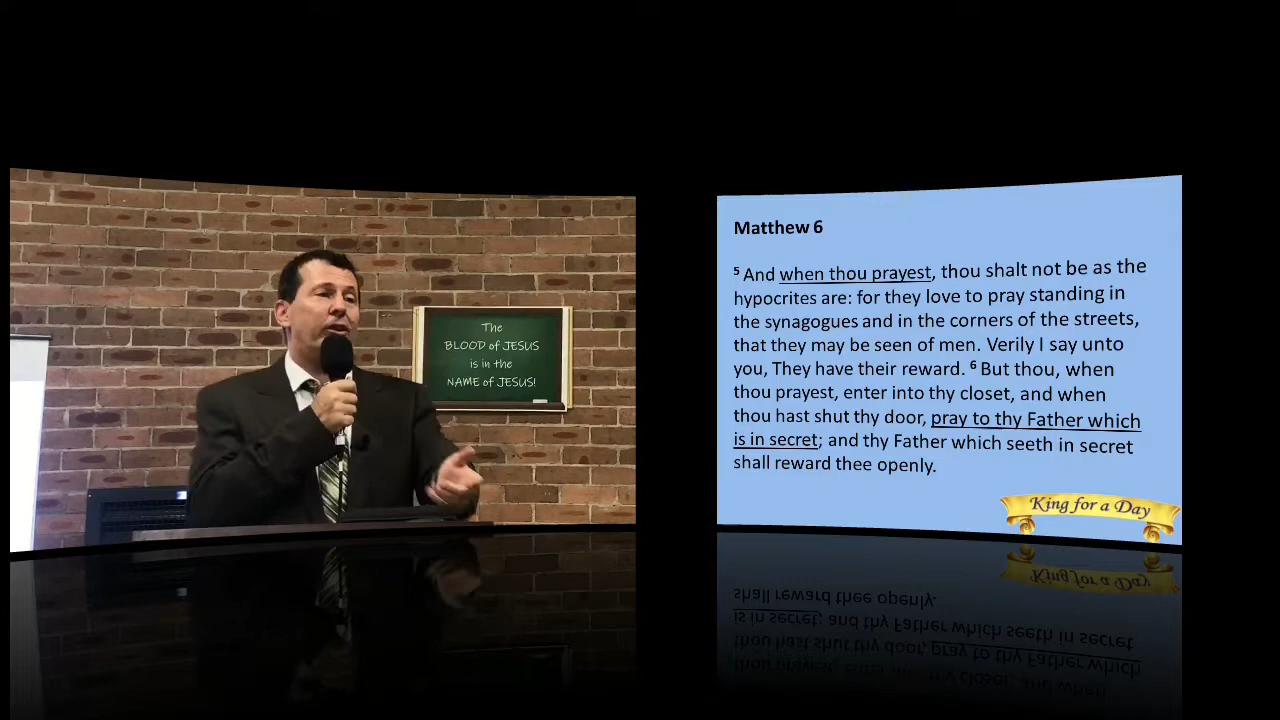 The
BLOOD of JESUS
is in the
NAME of JESUS!
Matthew 6
5 And when thou prayest, thou shalt not be as the
hypocrites are: for they love to pray standing in
the synagogues and in the corners of the streets,
that they may be seen of men. Verily I say unto
you, They have their reward. 6 But thou, when
thou prayest, enter into thy closet, and when
thou hast shut thy door, pray to thy Father which
is in secret; and thy Father which seeth in secret
shall reward thee openly.
King for a Day